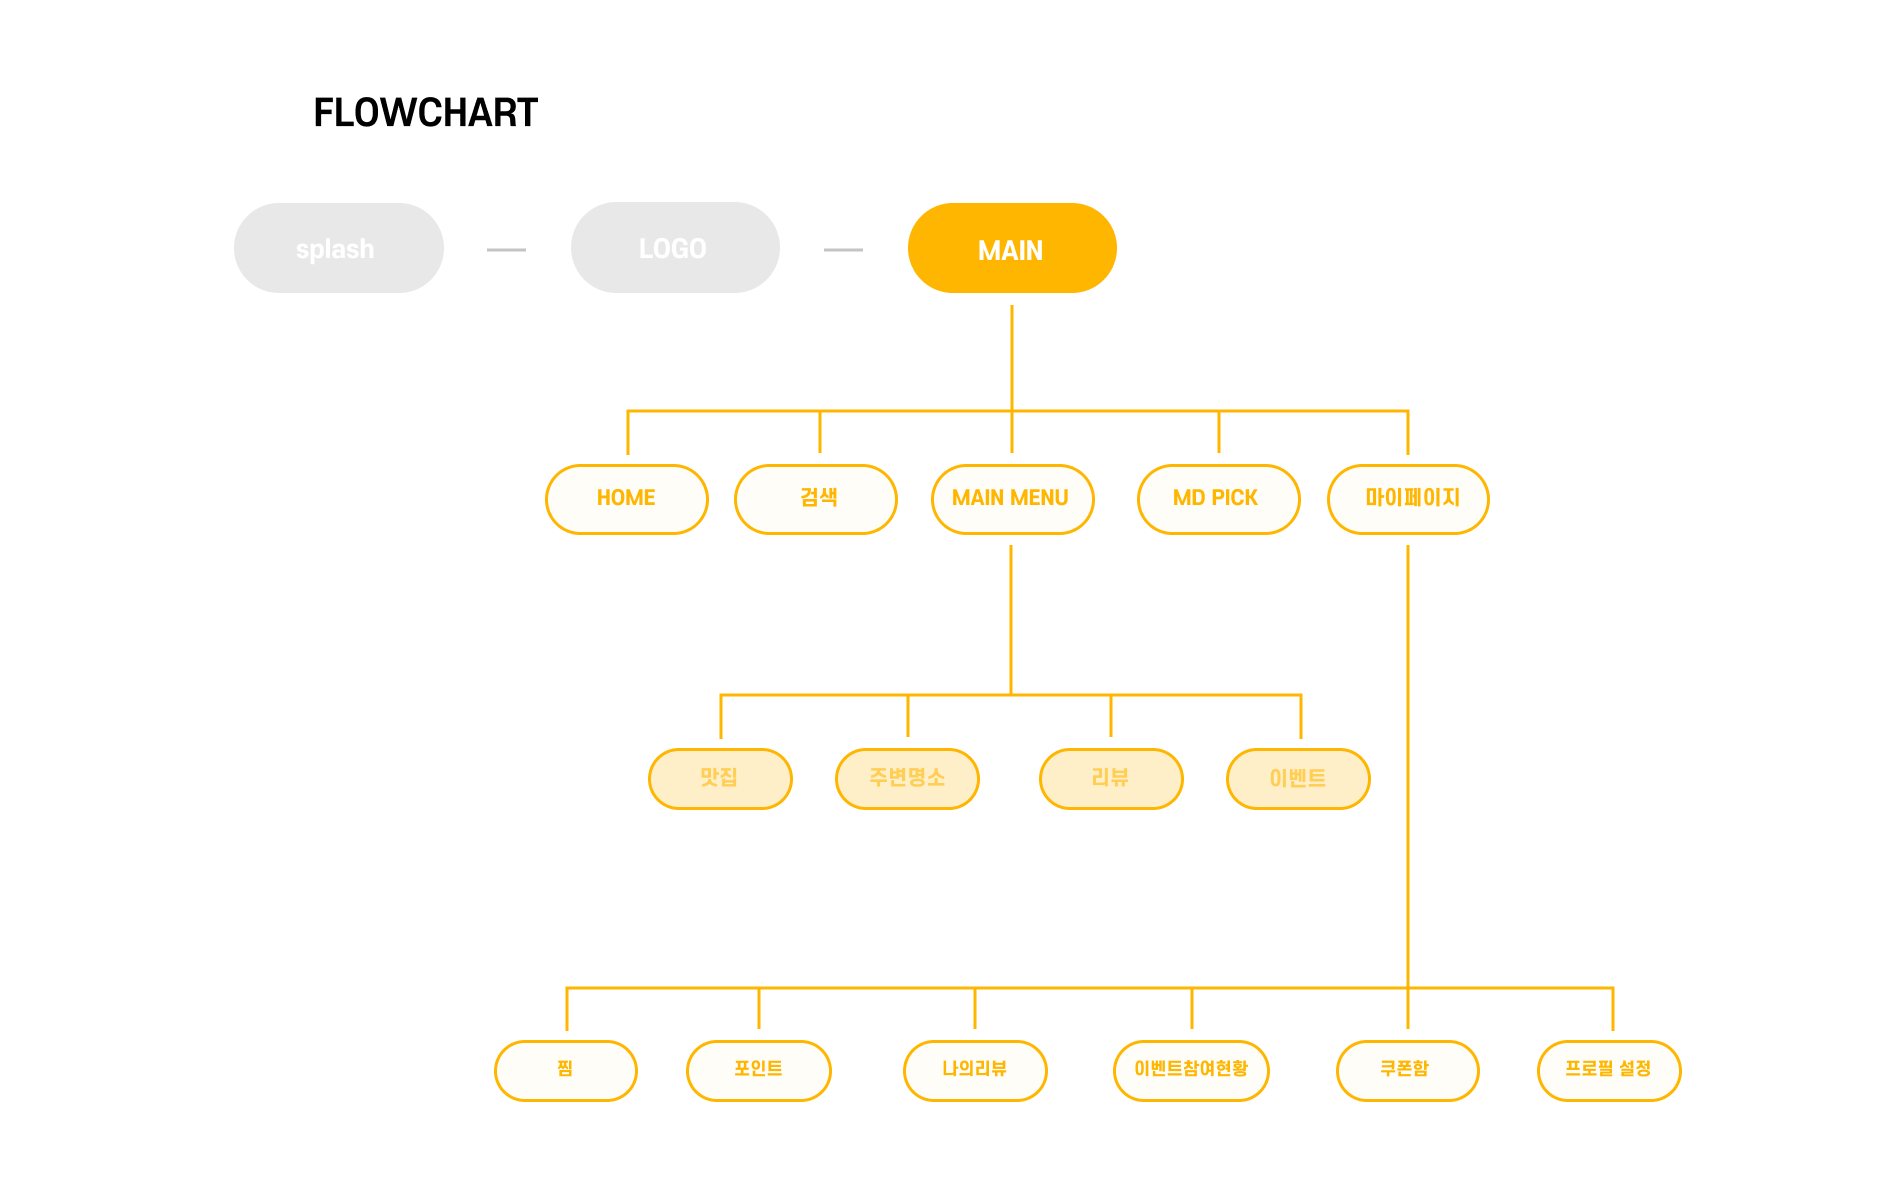 FLOWCHART
splash
LOGO
MAIN
HOME
검색
MAIN MENU
MD PICK
마이페이지
맛집
주변명소
리뷰
이벤트
찜
포인트
나의리뷰
이벤트참여현황
쿠폰함
프로필 설정